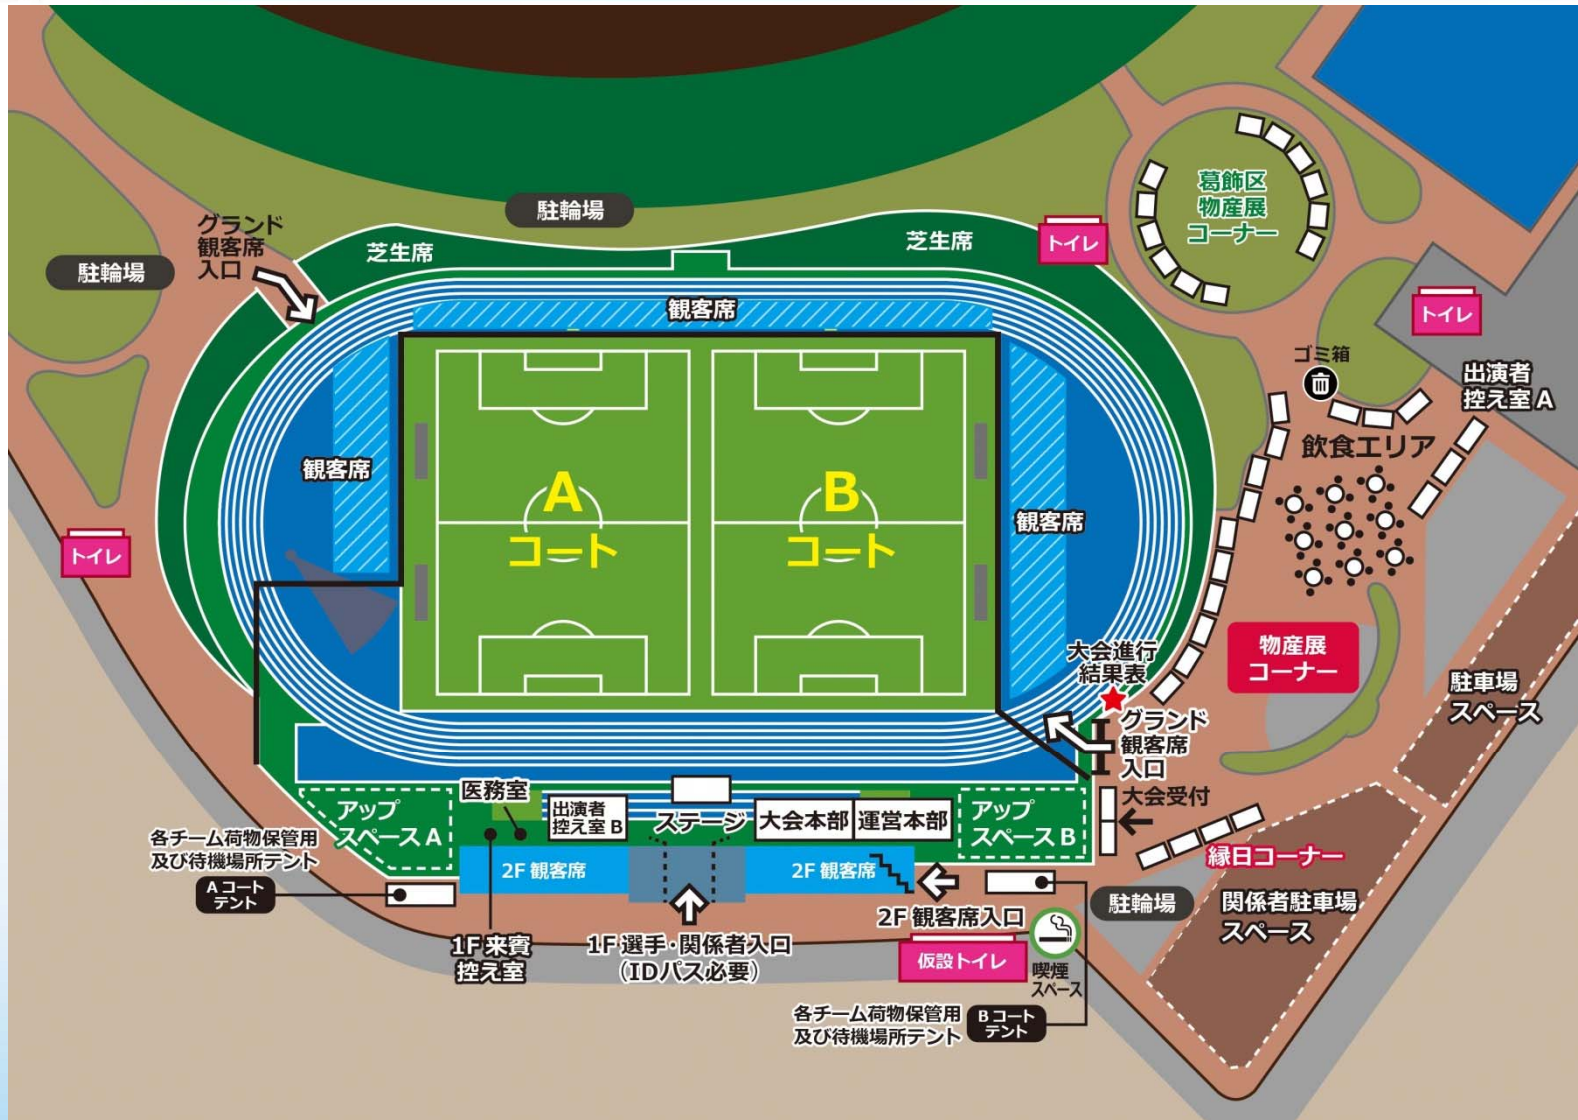 駐輪場
グランド
観客席
入口
駐輪場
芝生席
芝生席
トイレ
葛飾区
物産展
コーナー
トイレ
観客席
ゴミ箱
出演者
控え室 A
飲食エリア
観客席
A
コート
B
コート
観客席
トイレ
大会進行
結果表
物産展
コーナー
駐車場
スペース
グランド
観客席
入口
大会受付
医務室
アップ
スペース A
出演者
控え室 B
ステージ
大会本部
運営本部
アップ
スペース B
各チーム荷物保管用
及び待機場所テント
A コート
テント
2F 観客席
2F 観客席
縁日コーナー
駐輪場
関係者駐車場
スペース
2F 観客席入口
1F 来賓
控え室
1F 選手・関係者入口
（IDパス必要）
仮設トイレ
喫煙
スペース
各チーム荷物保管用
及び待機場所テント
B コート
テント